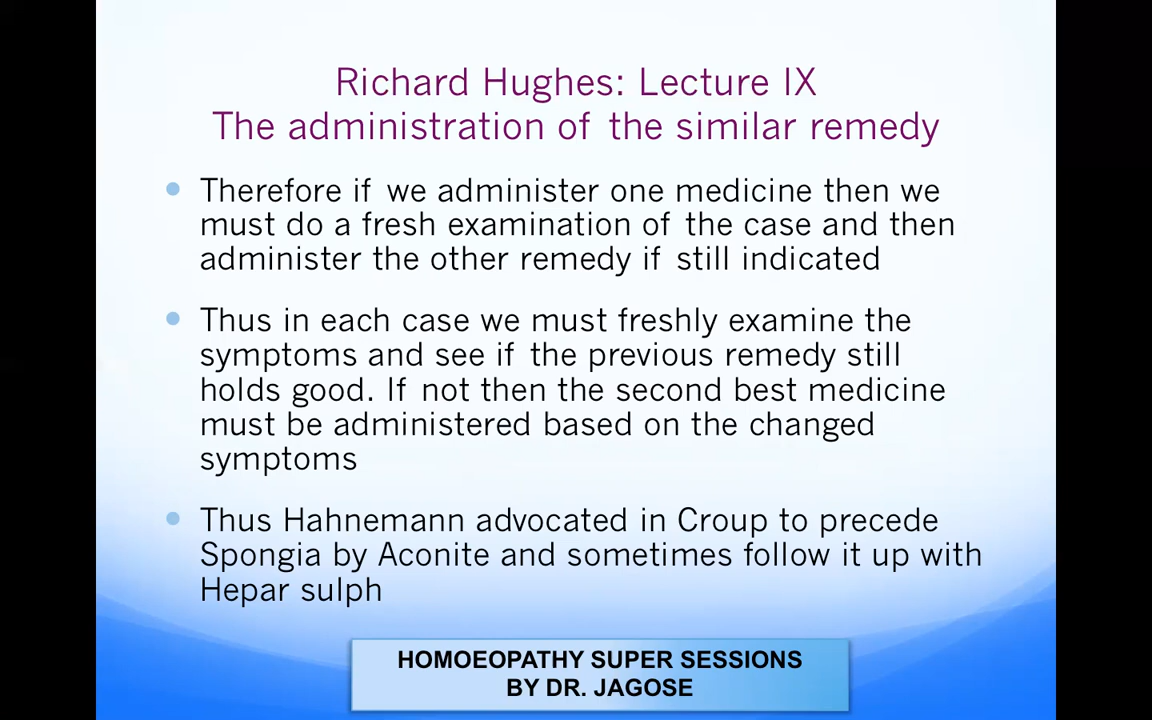 Richard Hughes: Lecture IX
The administration of the similar remedy
Therefore if we administer one medicine then we
must do a fresh examination of the case and then
administer the other remedy if still indicated
Thus in each case we must freshly examine the
symptoms and see if the previous remedy still
holds good. If not then the second best medicine
must be administered based on the changed
symptoms
Thus Hahnemann advocated in Croup to precede
Spongia by Aconite and sometimes follow it up with
Hepar sulph
HOMOEOPATHY SUPER SESSIONS
BY DR. JAGOSE